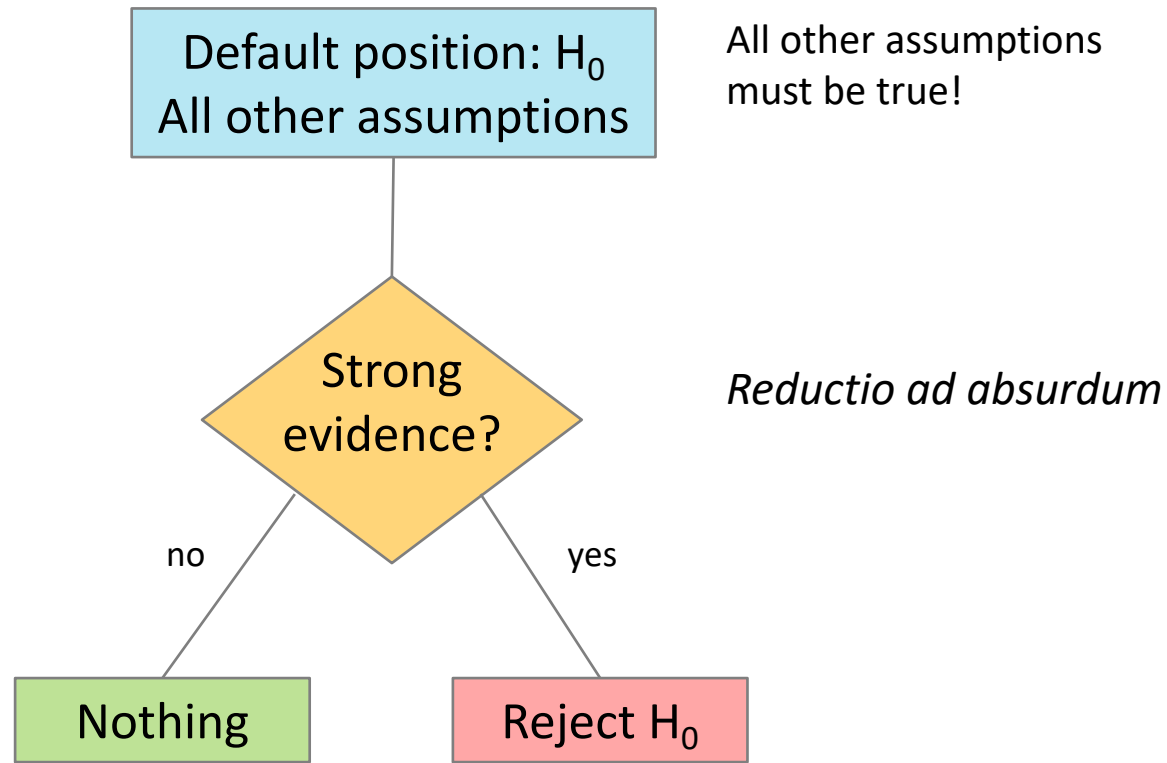 Default position: H₀
All other assumptions
All other assumptions
must be true!
Strong
evidence?
Reductio ad absurdum
no
yes
Nothing
Reject H₀